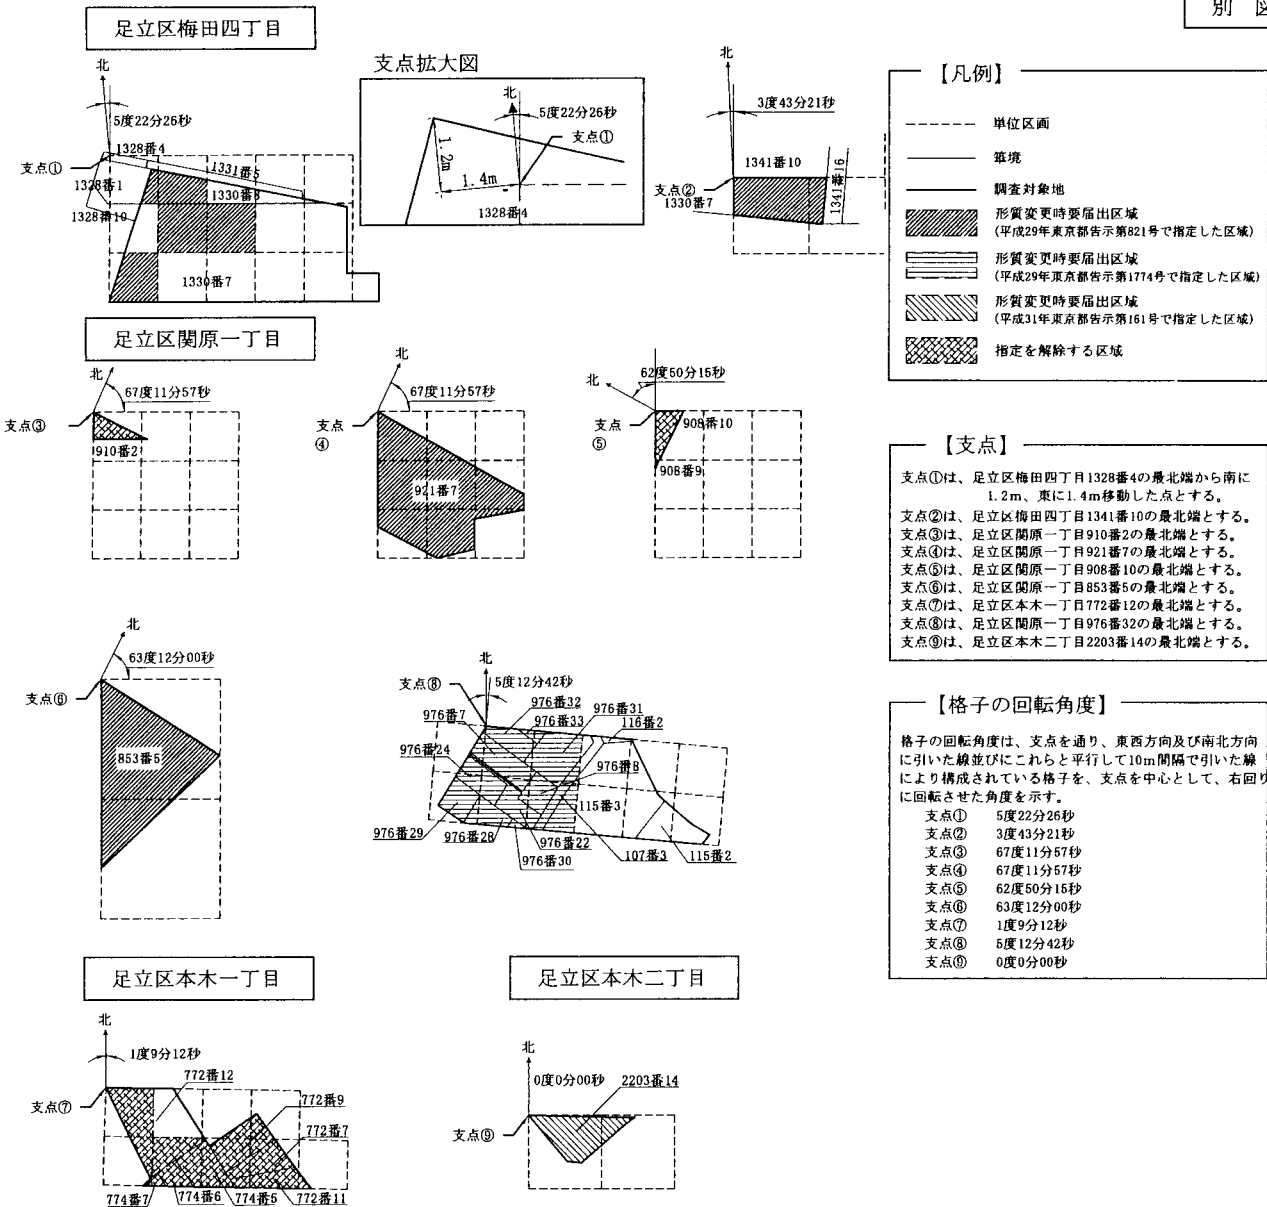 別 図
足立区梅田四丁目
北
5度22分26秒
支点①
1328番4
1331番5
1328番1
1330番8
1328番10
1330番7
支点拡大図
北
5度22分26秒
支点①
1.2m
1.4m
1328番4
北
3度43分21秒
1341番10
支点②
1330番7
1341番16
【凡例】
単位区画
筆境
調査対象地
形質変更時要届出区域
(平成29年東京都告示第821号で指定した区域)
形質変更時要届出区域
(平成29年東京都告示第1774号で指定した区域)
形質変更時要届出区域
(平成31年東京都告示第161号で指定した区域)
指定を解除する区域
足立区関原一丁目
北
67度11分57秒
支点③
910番2
北
67度11分57秒
支点
④
921番7
62度50分15秒
北
支点
⑤
908番10
908番9
【支点】
支点①は、足立区梅田四丁目1328番4の最北端から南に
1.2m、東に1.4m移動した点とする。
支点②は、足立区梅田四丁目1341番10の最北端とする。
支点③は、足立区関原一丁目910番2の最北端とする。
支点④は、足立区関原一丁目921番7の最北端とする。
支点⑤は、足立区関原一丁目908番10の最北端とする。
支点⑥は、足立区関原一丁目853番5の最北端とする。
支点⑦は、足立区本木一丁目772番12の最北端とする。
支点⑧は、足立区関原一丁目976番32の最北端とする。
支点⑨は、足立区本木二丁目2203番14の最北端とする。
北
63度12分00秒
支点⑥
853番5
北
支点⑧
5度12分42秒
976番32
976番31
976番7
976番33
116番2
976番24
976番8
115番3
976番29
976番28
976番22
976番30
107番3
115番2
【格子の回転角度】
格子の回転角度は、支点を通り、東西方向及び南北方向
に引いた線並びにこれらと平行して10m間隔で引いた線
により構成されている格子を、支点を中心として、右回り
に回転させた角度を示す。
支点① 5度22分26秒
支点② 3度43分21秒
支点③ 67度11分57秒
支点④ 67度11分57秒
支点⑤ 62度50分15秒
支点⑥ 63度12分00秒
支点⑦ 1度9分12秒
支点⑧ 5度12分42秒
支点⑨ 0度0分00秒
足立区本木一丁目
北
1度9分12秒
772番12
支点⑦
772番9
772番7
774番7
774番6
774番5
772番11
足立区本木二丁目
北
0度0分00秒
2203番14
支点⑨